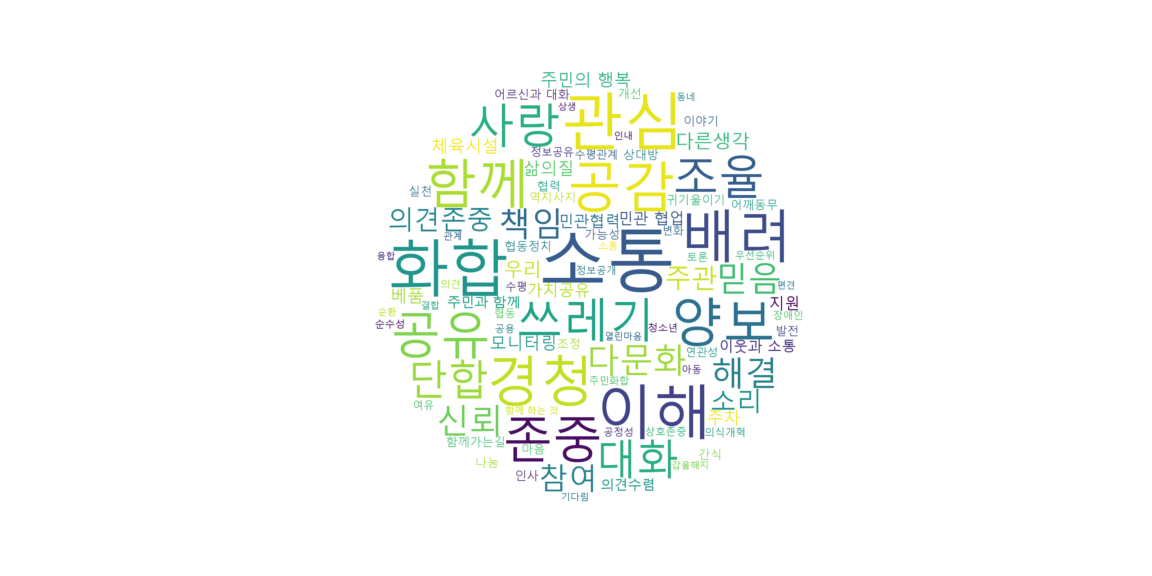 주민의 행복
어르신과 대화 개선 동네
상생
사랑 관심 이야기
인내
체육시설 다른생각
정보공유 수평관계 상대방
함께 삶의질 공감 조율
실천 협력
역지사지 귀기울이기 어깨동무
의견존중 책임 민관협력 민관 협업 배려
관계 가능성 변화
화합 협동정치 소통 소통 토론 우선순위
융합
우리 정보공개 주관 믿음
의견 수평 가치공유 편견
베품 결합 주민과 함께 지원
순환 협동 쓰레기 양보 장애인
순수성 공유 공용 청소년 발전
모니터링 조정 열린마음 이웃과 소통
단합 경청 다문화 연관성 해결
아동
주민화합
여유 이해 소리
신뢰 함께 하는 것 주차
존중 공정성 상호존중 의식개혁
함께가는길 마음 대화 간식
나눔 갑을해지
인사 참여 의견수렴
기다림